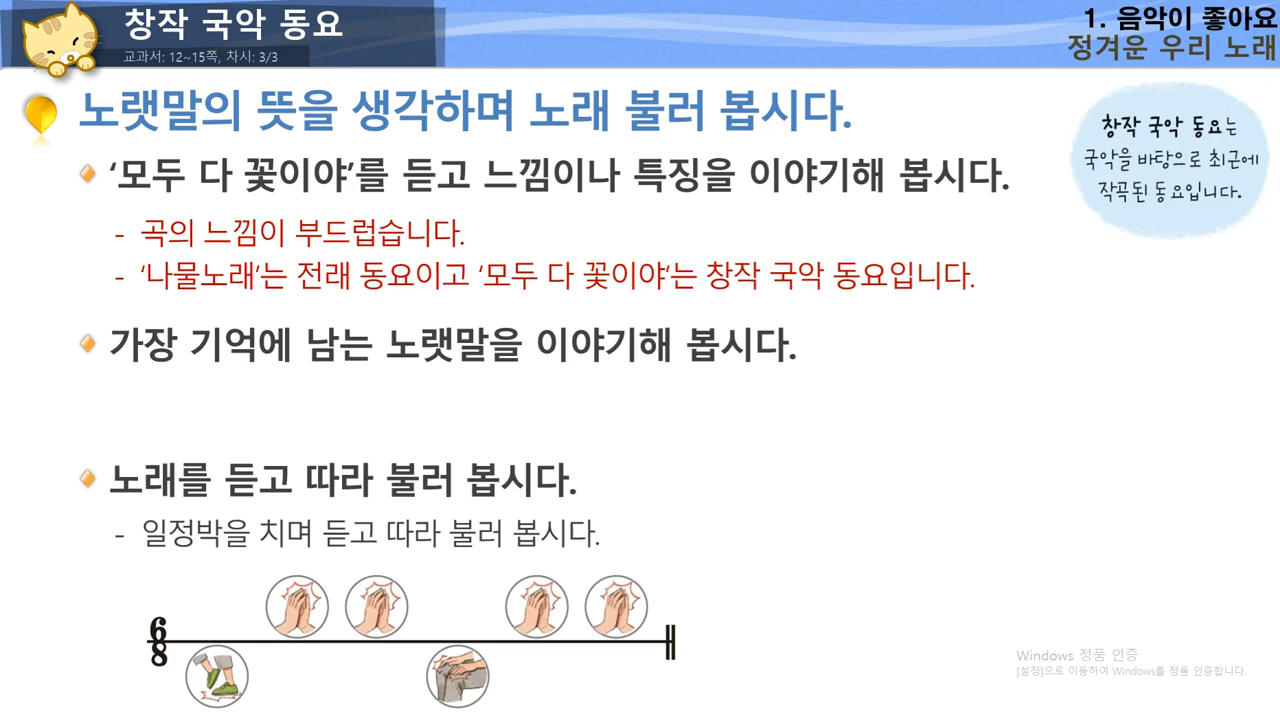 창작 국악 동요
교과서: 12~15쪽, 차시: 3/3
1. 음악이 좋아요
정겨운 우리 노래
노랫말의 뜻을 생각하며 노래 불러 봅시다.
창작 국악 동요는
국악을 바탕으로 최근에
작곡된 동요입니다.
‘모두 다 꽃이야’를 듣고 느낌이나 특징을 이야기해 봅시다.
- 곡의 느낌이 부드럽습니다.
- ‘나물노래’는 전래 동요이고 ‘모두 다 꽃이야‘는 창작 국악 동요입니다.
가장 기억에 남는 노랫말을 이야기해 봅시다.
노래를 듣고 따라 불러 봅시다.
- 일정박을 치며 듣고 따라 불러 봅시다.
6
8
Windows 정품 인증
[설정]으로 이동하여 Windows를 정품 인증합니다.